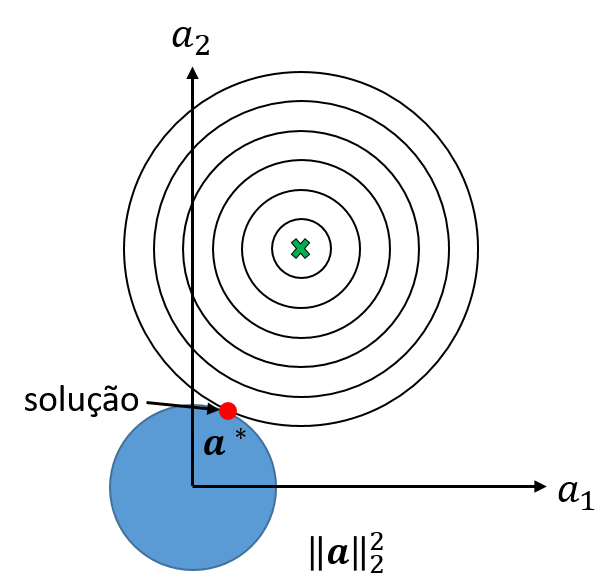 a₂
solução
a *
a₁
‖a‖₂²